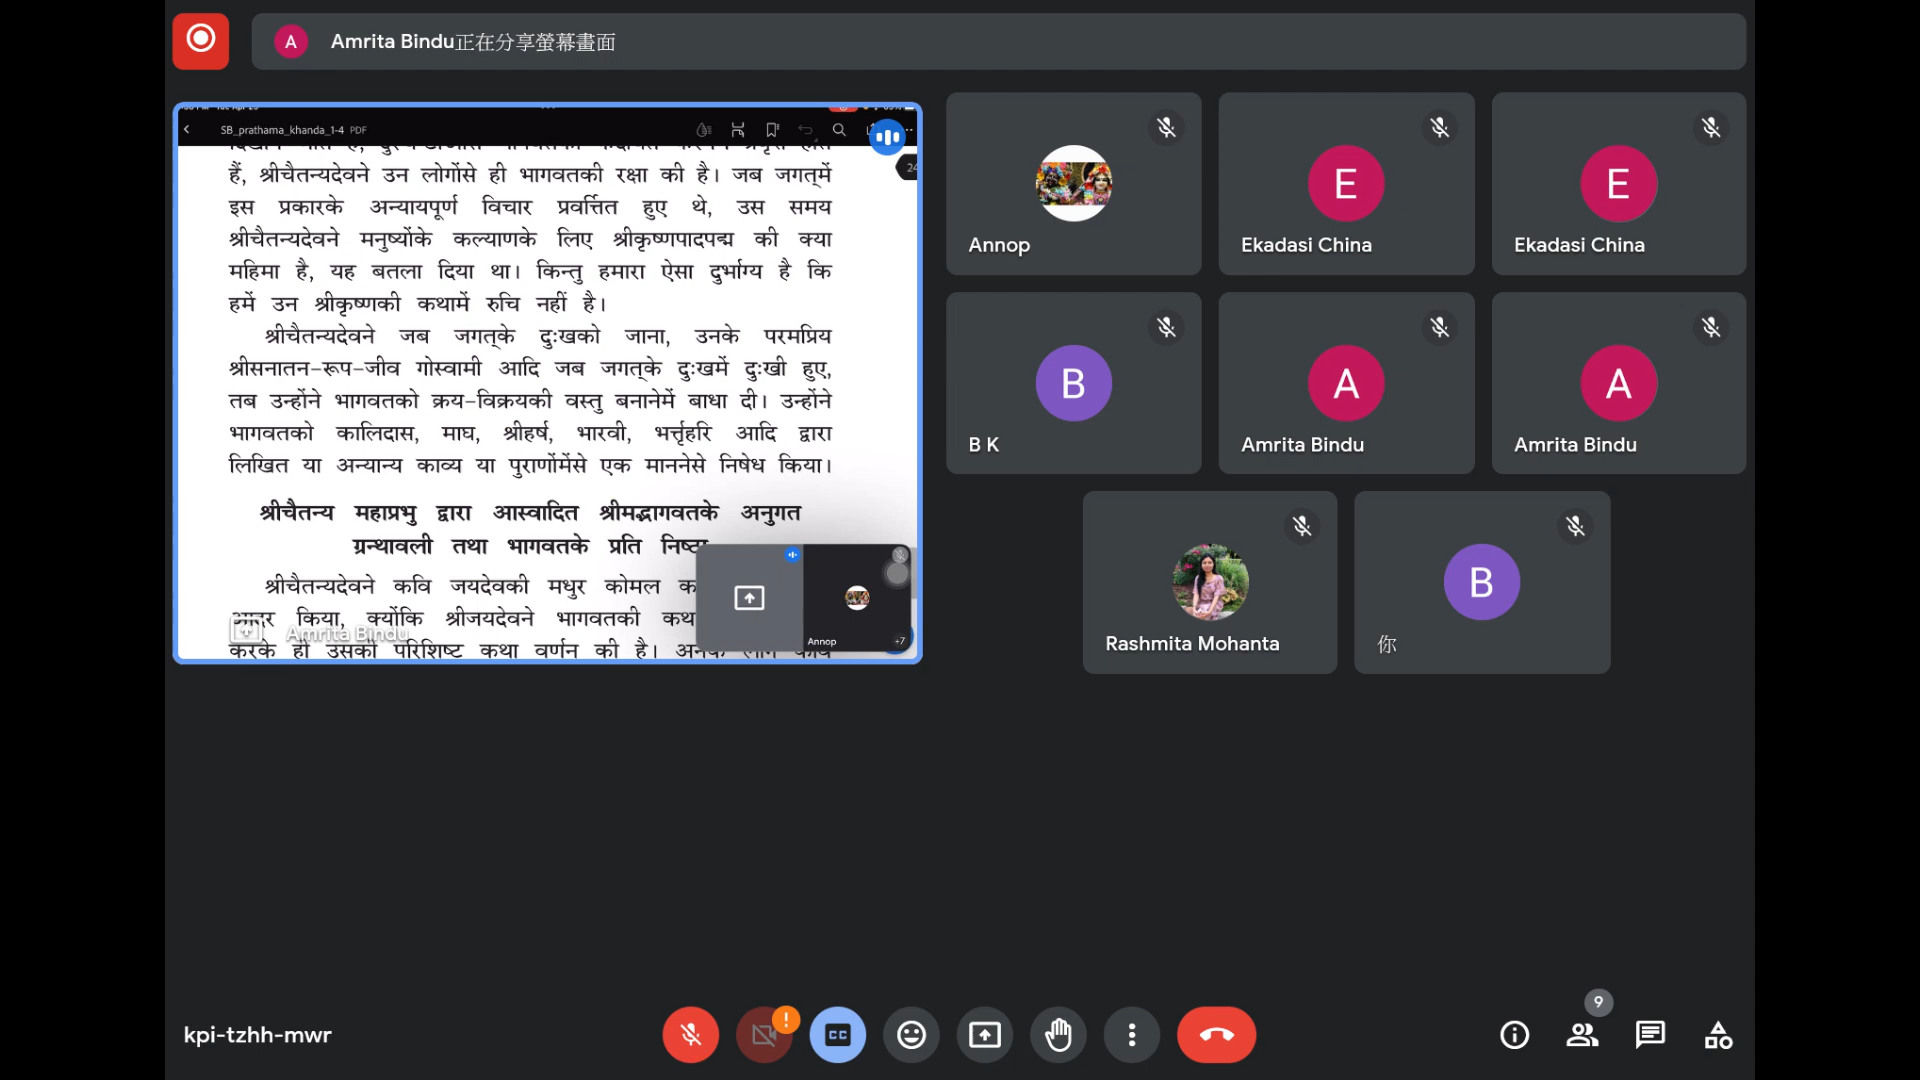 A
Amrita Bindu正在分享螢幕畫面
SB_prathama_khanda_1-4 PDF
24
हैं, श्रीचैतन्यदेवने उन लोगोंसे ही भागवतकी रक्षा की है। जब जगत्‌में
इस प्रकारके अन्यायपूर्ण विचार प्रवर्त्तित हुए थे, उस समय
श्रीचैतन्यदेवने मनुष्योंके कल्याणके लिए श्रीकृष्णपादपद्म की क्या
महिमा है, यह बतला दिया था। किन्तु हमारा ऐसा दुर्भाग्य है कि
हमें उन श्रीकृष्णकी कथामें रुचि नहीं है।
श्रीचैतन्यदेवने जब जगत्‌के दुःखको जाना, उनके परमप्रिय
श्रीसनातन-रूप-जीव गोस्वामी आदि जब जगत्‌के दुःखमें दुःखी हुए,
तब उन्होंने भागवतको क्रय-विक्रयकी वस्तु बनानेमें बाधा दी। उन्होंने
भागवतको कालिदास, माघ, श्रीहर्ष, भारवी, भर्त्तृहरि आदि द्वारा
लिखित या अन्यान्य काव्य या पुराणोंमेंसे एक माननेसे निषेध किया।
श्रीचैतन्य महाप्रभु द्वारा आस्वादित श्रीमद्भागवतके अनुगत
ग्रन्थावली तथा भागवतके प्रति निष्ठा
श्रीचैतन्यदेवने कवि जयदेवकी मधुर कोमल
आदर किया, क्योंकि श्रीजयदेवने भागवतकी
Amrita Bindu
करके ही उसकी परिशिष्ट कथा वर्णन की है।
Annop
+7
Annop
E
Ekadasi China
E
Ekadasi China
B
B K
A
Amrita Bindu
A
Amrita Bindu
Rashmita Mohanta
B
你
kpi-tzhh-mwr
!
CC
9